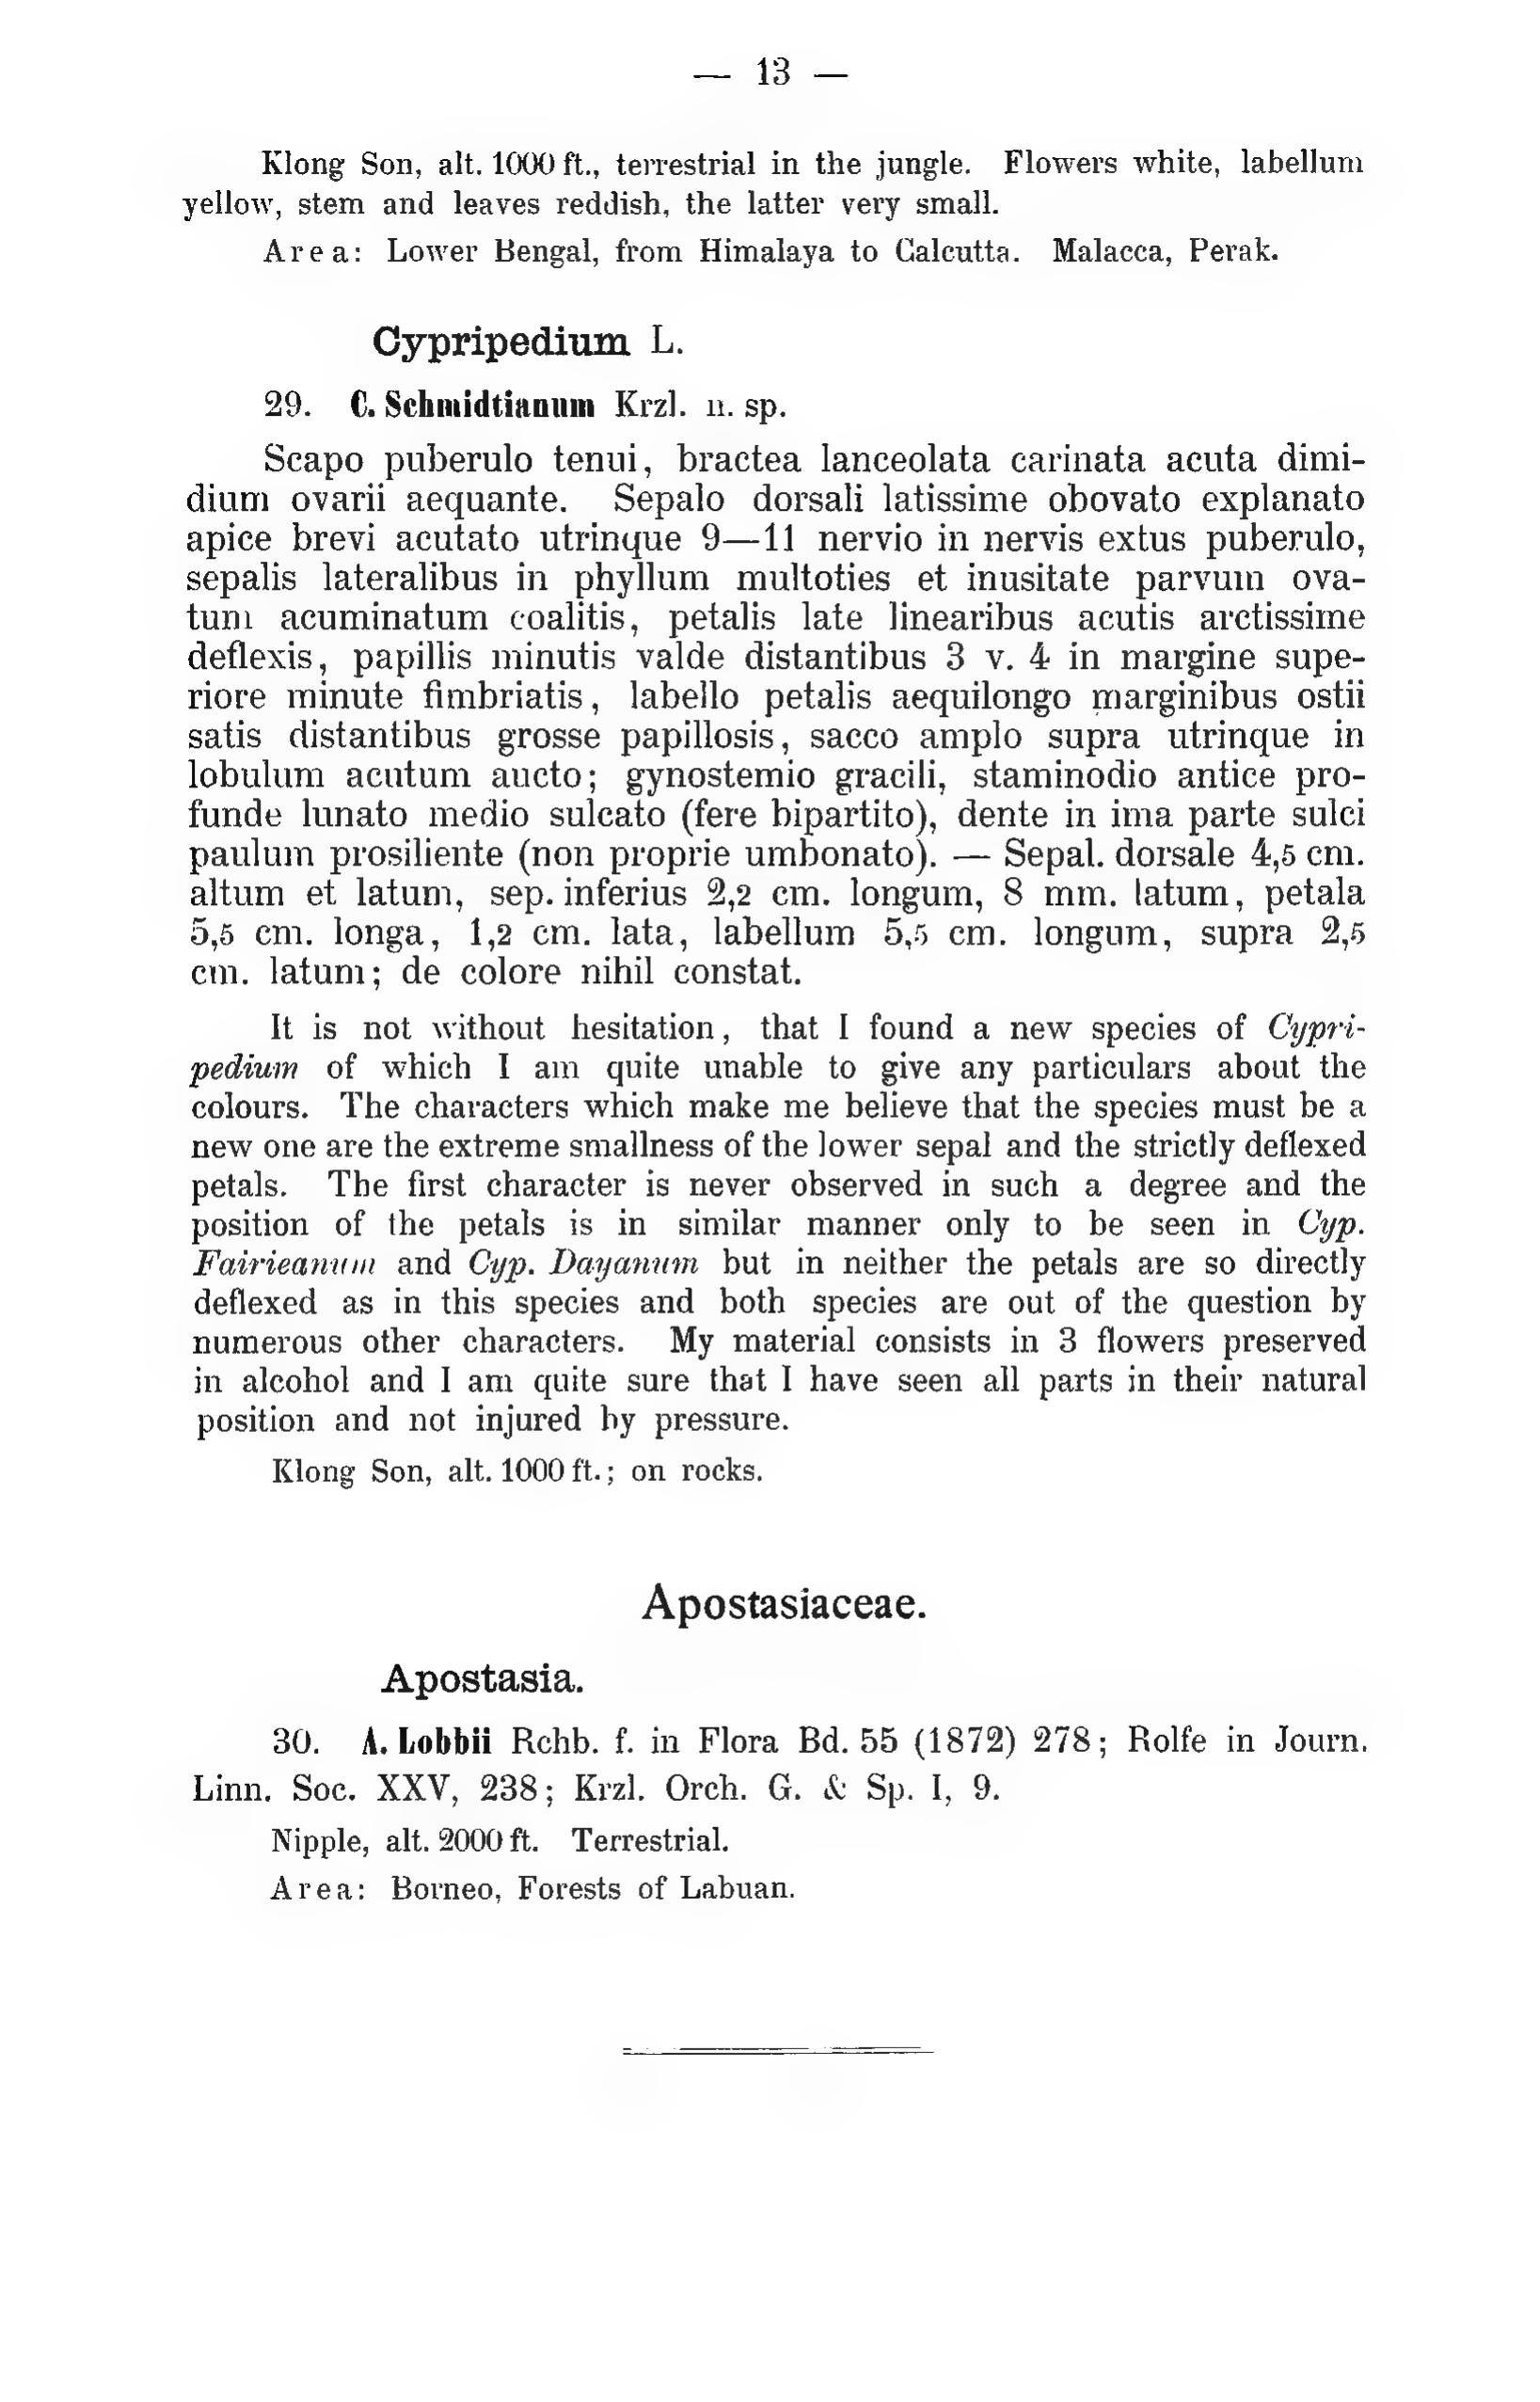 — 13 —
Klong Son, alt. 1000 ft., terrestrial in the jungle. Flowers white, labellum
yellow, stem and leaves reddish, the latter very small.
Area: Lower Bengal, from Himalaya to Calcutta. Malacca, Perak.
Cypripedium L.
29. C. Schmidtianum Krzl. n. sp.
Scapo puberulo tenui, bractea lanceolata carinata acuta dimi-
dium ovarii aequante. Sepalo dorsali latissime obovato explanato
apice brevi acutato utrinque 9—11 nervio in nervis extus puberulo,
sepalis lateralibus in phyllum multoties et inusitate parvum ova-
tum acuminatum coalitis, petalis late linearibus acutis arctissime
deflexis, papillis minutis valde distantibus 3 v. 4 in margine supe-
riore minute fimbriatis, labello petalis aequilongo marginibus ostii
satis distantibus grosse papillosis, sacco amplo supra utrinque in
lobulum acutum aucto; gynostemio gracili, staminodio antice pro-
funde lunato medio sulcato (fere bipartito), dente in ima parte sulci
paulum prosiliente (non proprie umbonato). — Sepal. dorsale 4,5 cm.
altum et latum, sep. inferius 2,2 cm. longum, 8 mm. latum, petala
5,5 cm. longa, 1,2 cm. lata, labellum 5,5 cm. longum, supra 2,5
cm. latum; de colore nihil constat.
It is not without hesitation, that I found a new species of Cypri-
pedium of which I am quite unable to give any particulars about the
colours. The characters which make me believe that the species must be a
new one are the extreme smallness of the lower sepal and the strictly deflexed
petals. The first character is never observed in such a degree and the
position of the petals is in similar manner only to be seen in Cyp.
Fairieanum and Cyp. Dayanum but in neither the petals are so directly
deflexed as in this species and both species are out of the question by
numerous other characters. My material consists in 3 flowers preserved
in alcohol and I am quite sure that I have seen all parts in their natural
position and not injured by pressure.
Klong Son, alt. 1000 ft.; on rocks.
Apostasiaceae.
Apostasia.
30. A. Lobbii Rchb. f. in Flora Bd. 55 (1872) 278; Rolfe in Journ.
Linn. Soc. XXV, 238; Krzl. Orch. G. & Sp. I, 9.
Nipple, alt. 2000 ft. Terrestrial.
Area: Borneo, Forests of Labuan.